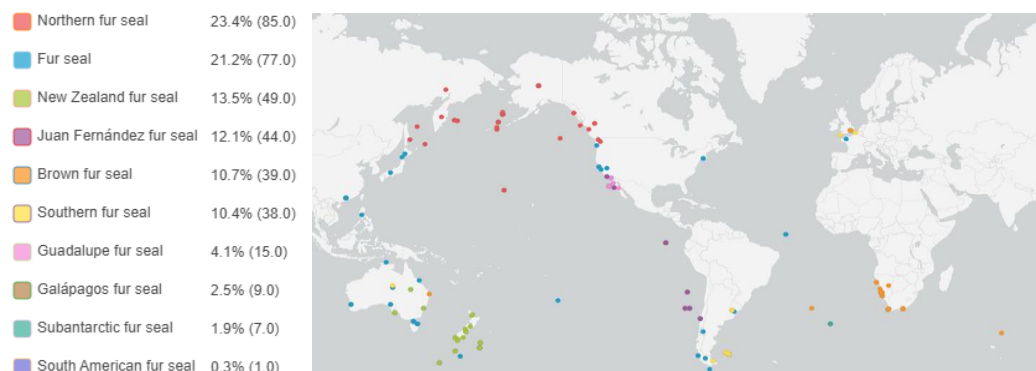 Northern fur seal 23.4% (85.0)
Fur seal 21.2% (77.0)
New Zealand fur seal 13.5% (49.0)
Juan Fernández fur seal 12.1% (44.0)
Brown fur seal 10.7% (39.0)
Southern fur seal 10.4% (38.0)
Guadalupe fur seal 4.1% (15.0)
Galápagos fur seal 2.5% (9.0)
Subantarctic fur seal 1.9% (7.0)
South American fur seal 0.3% (1.0)